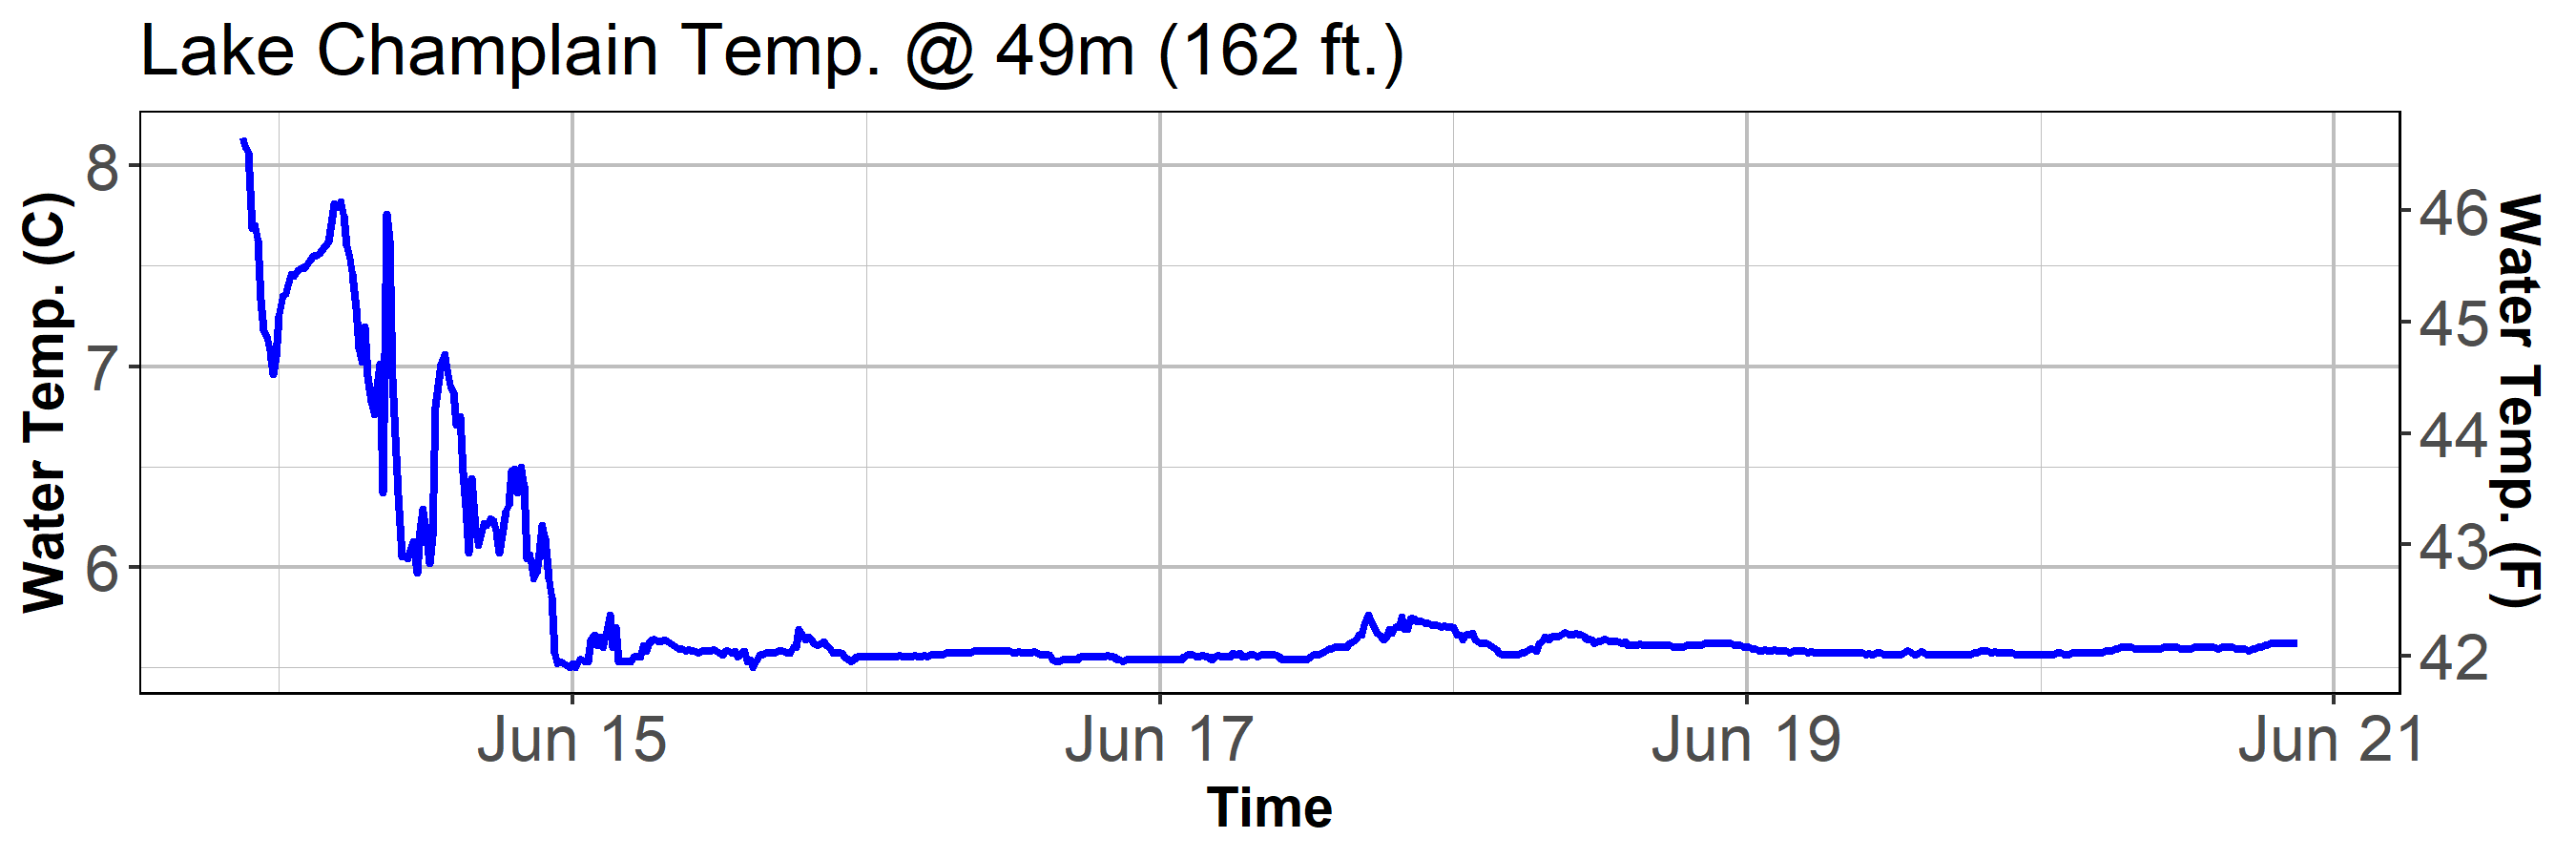 Lake Champlain Temp. @ 49m (162 ft.)
Water Temp. (C)
8
7
6
46
45
44
43
42
Water Temp. (F)
Jun 15
Jun 17
Jun 19
Jun 21
Time